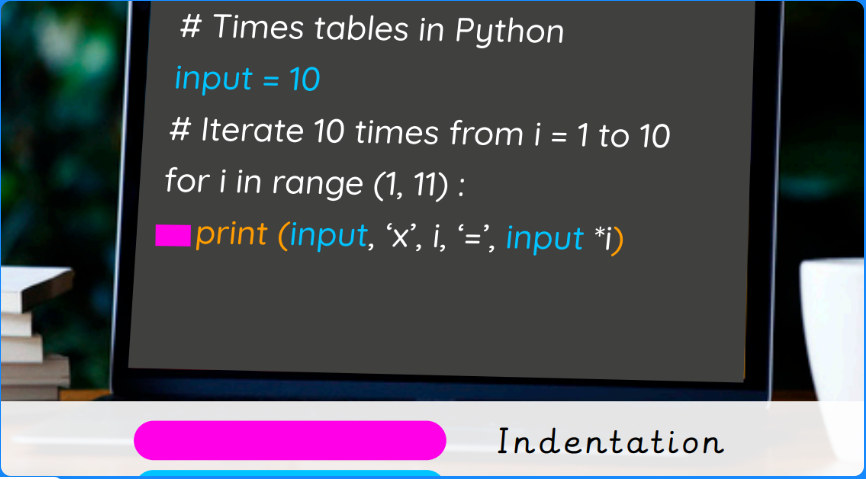 # Times tables in Python
input = 10
# Iterate 10 times from i = 1 to 10
for i in range (1, 11) :
print (input, ‘x’, i, ‘=’, input *i)
Indentation